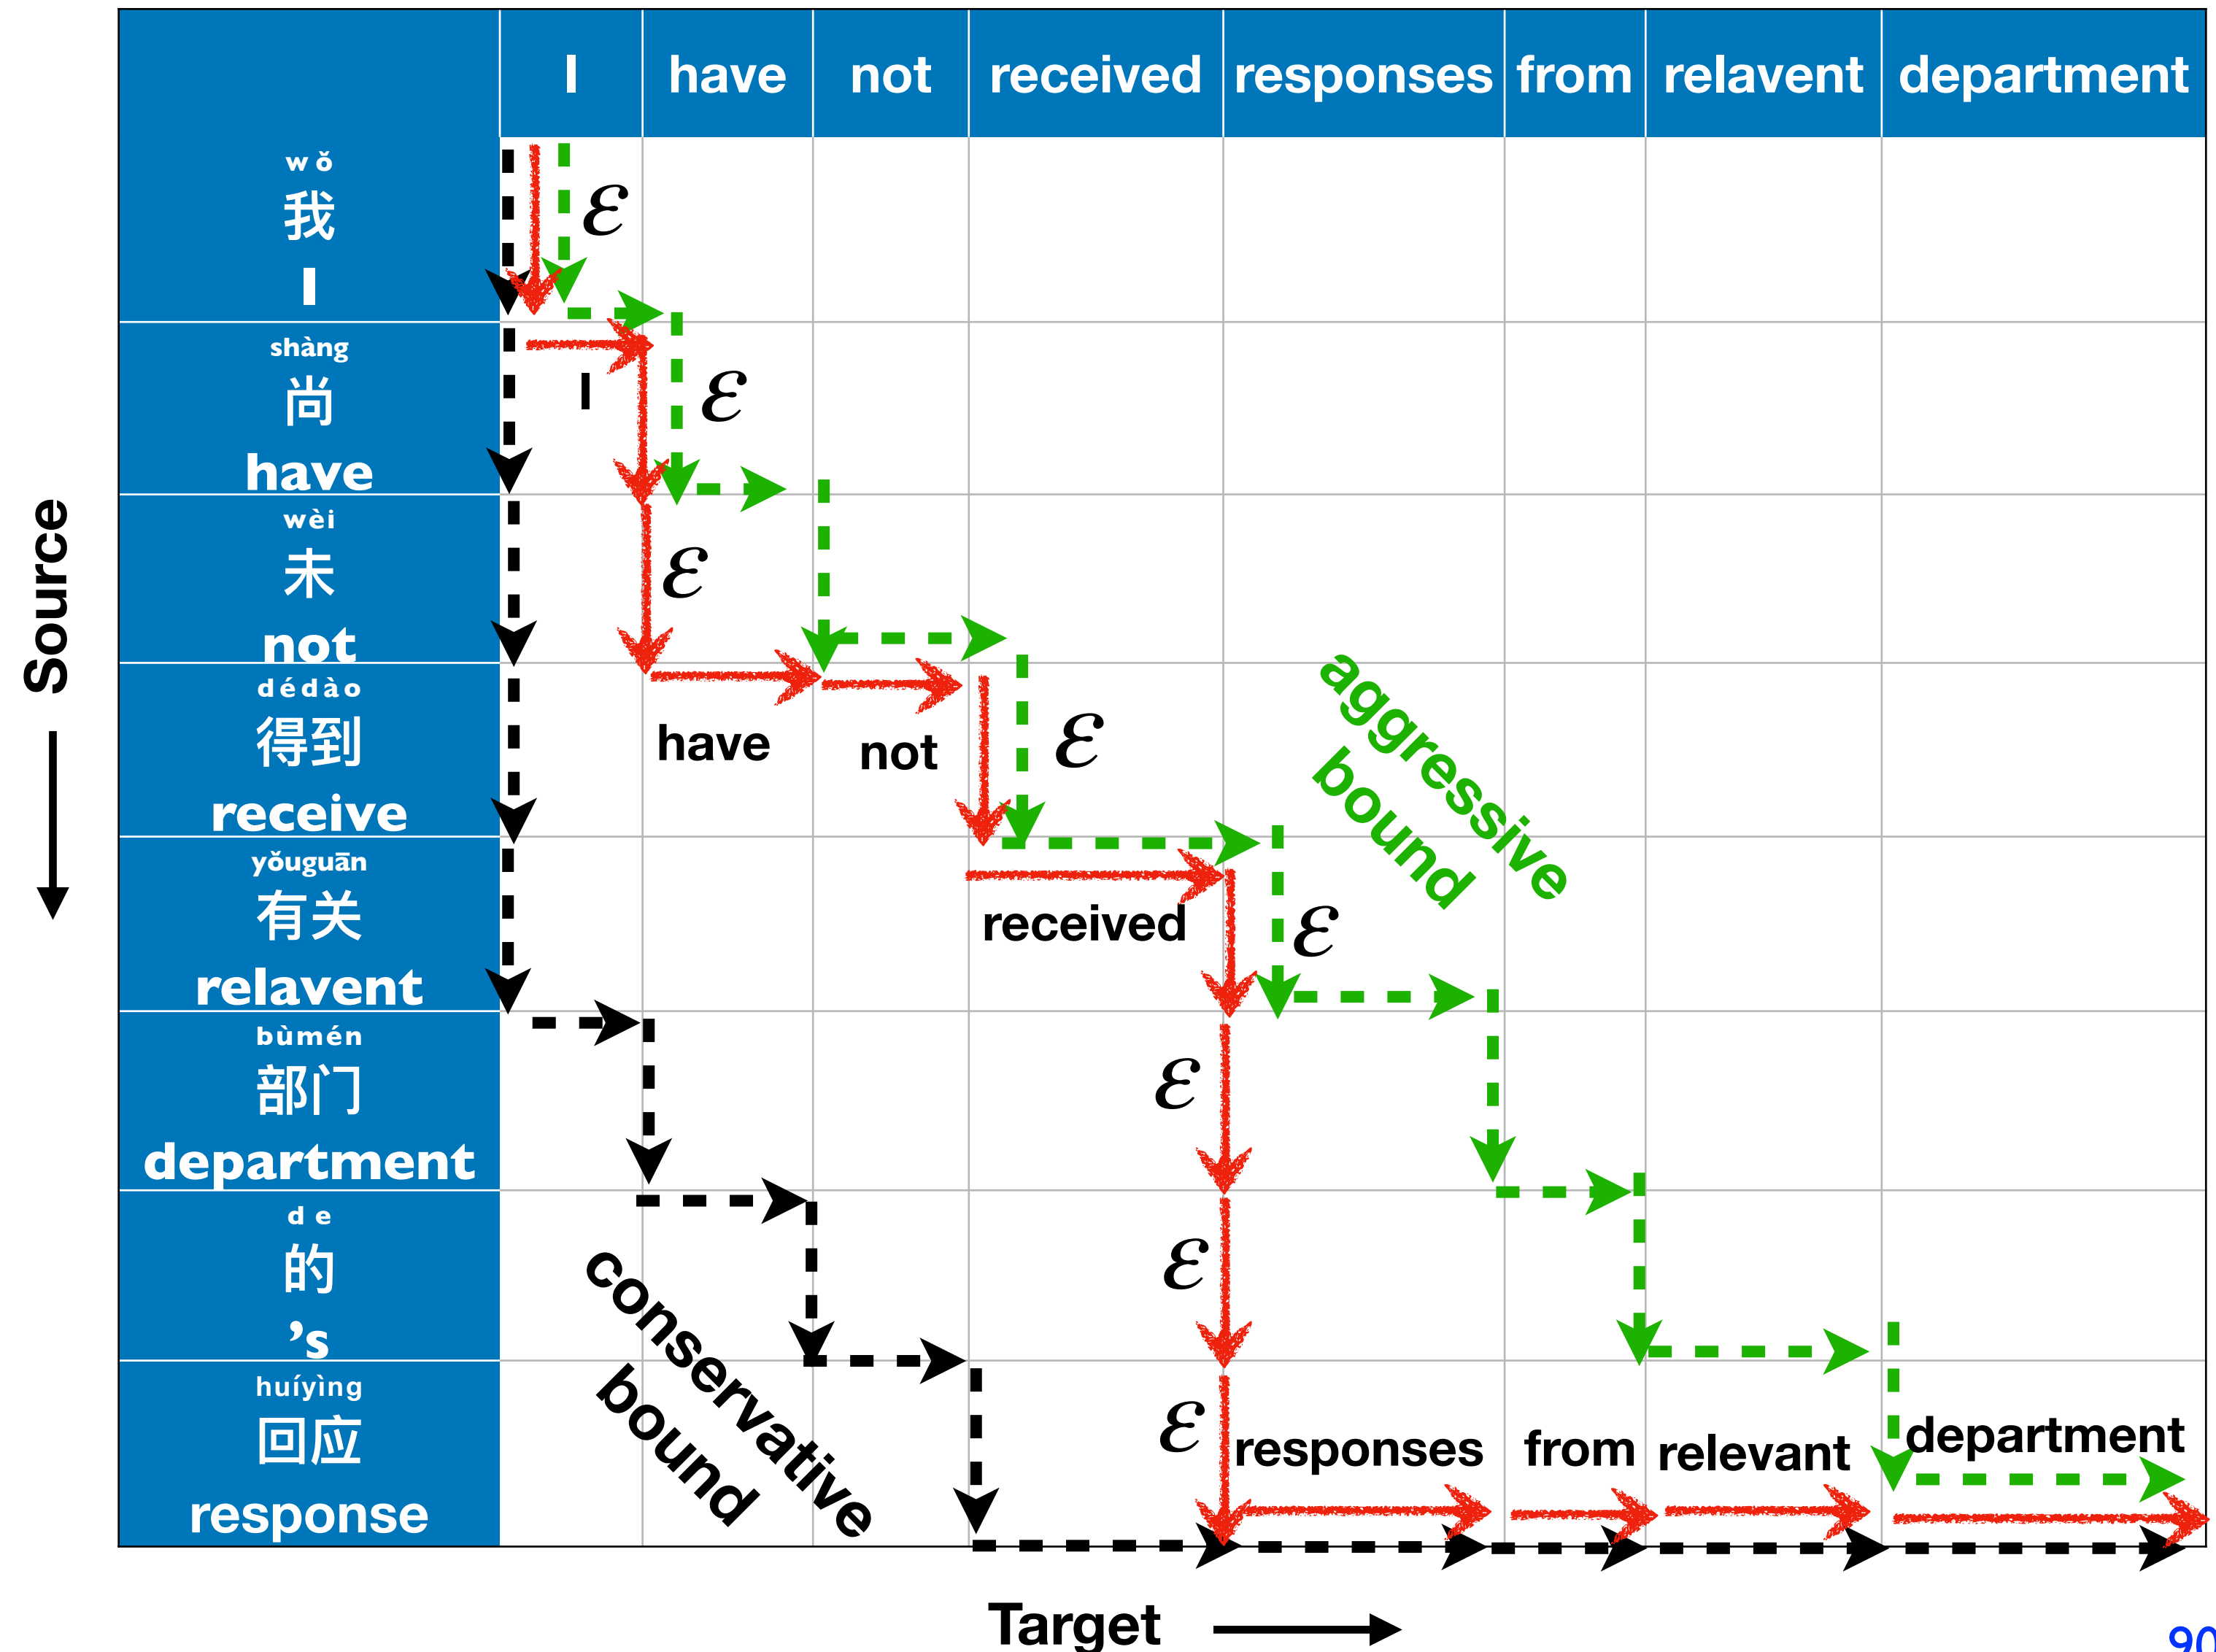 I have not received responses from relavent department
wǒ
我
I
ε
shàng
尚
have
I
ε
wèi
未
not
ε
dédào
得到
receive
have
not
ε
yǒuguān
有关
relavent
received
ε
aggressive
bound
bùmén
部门
department
ε
de
的
's
ε
conservative
bound
huíyìng
回应
response
ε
responses from relevant department
Source
Target
90